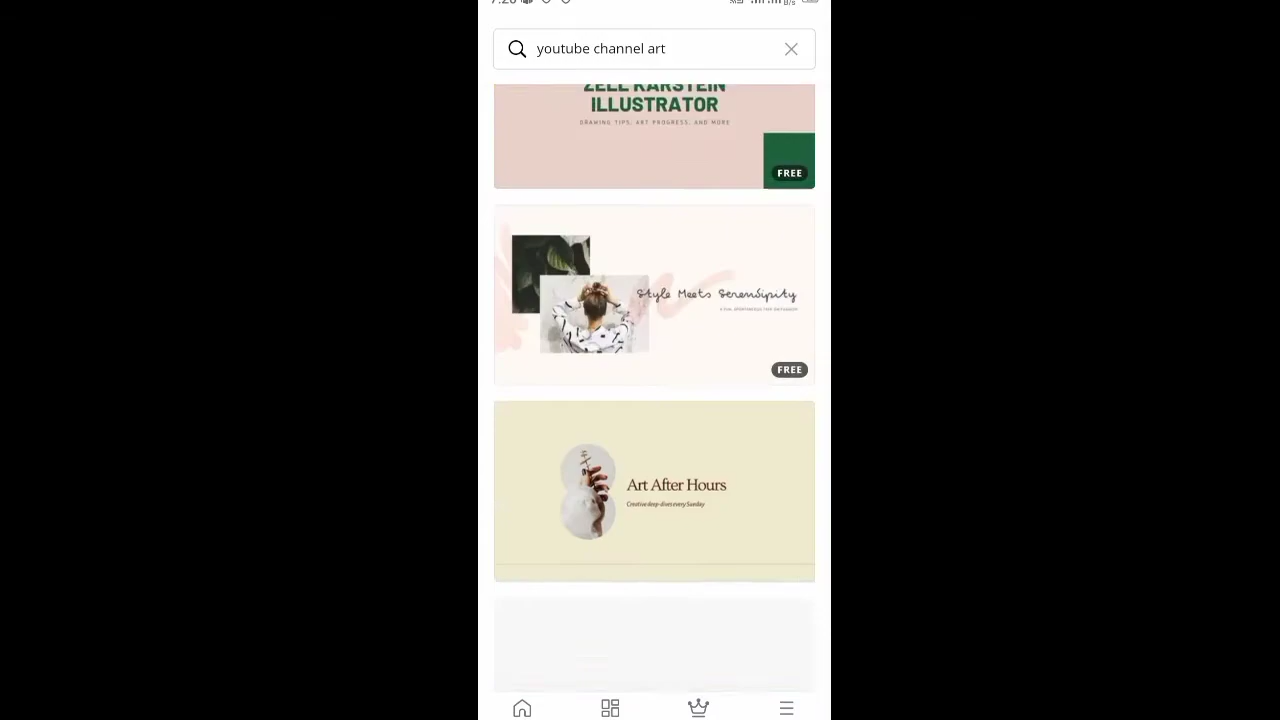 youtube channel art
ZELL KARSTEIN
ILLUSTRATOR
DRAWING TIPS, ART PROGRESS, AND MORE
FREE
Style Meets Serendipity
FREE
Art After Hours
Creative deep-dives every Sunday